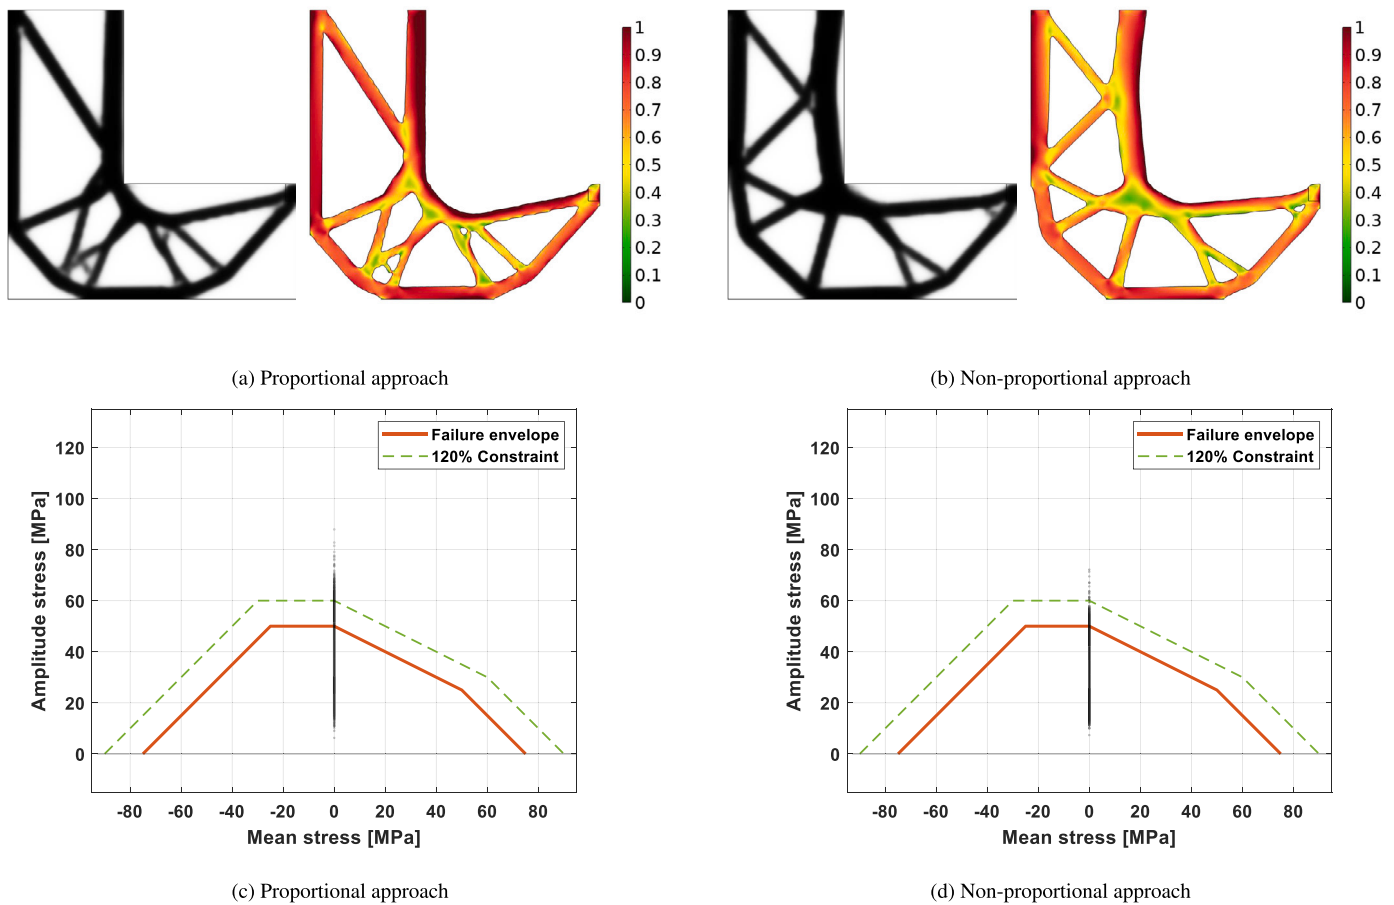 1
0.9
0.8
0.7
0.6
0.5
0.4
0.3
0.2
0.1
0
1
0.9
0.8
0.7
0.6
0.5
0.4
0.3
0.2
0.1
0
(a) Proportional approach
(b) Non-proportional approach
Failure envelope
120% Constraint
120
100
80
60
40
20
0
Amplitude stress [MPa]
-80 -60 -40 -20 0 20 40 60 80
Mean stress [MPa]
(c) Proportional approach
Failure envelope
120% Constraint
120
100
80
60
40
20
0
Amplitude stress [MPa]
-80 -60 -40 -20 0 20 40 60 80
Mean stress [MPa]
(d) Non-proportional approach